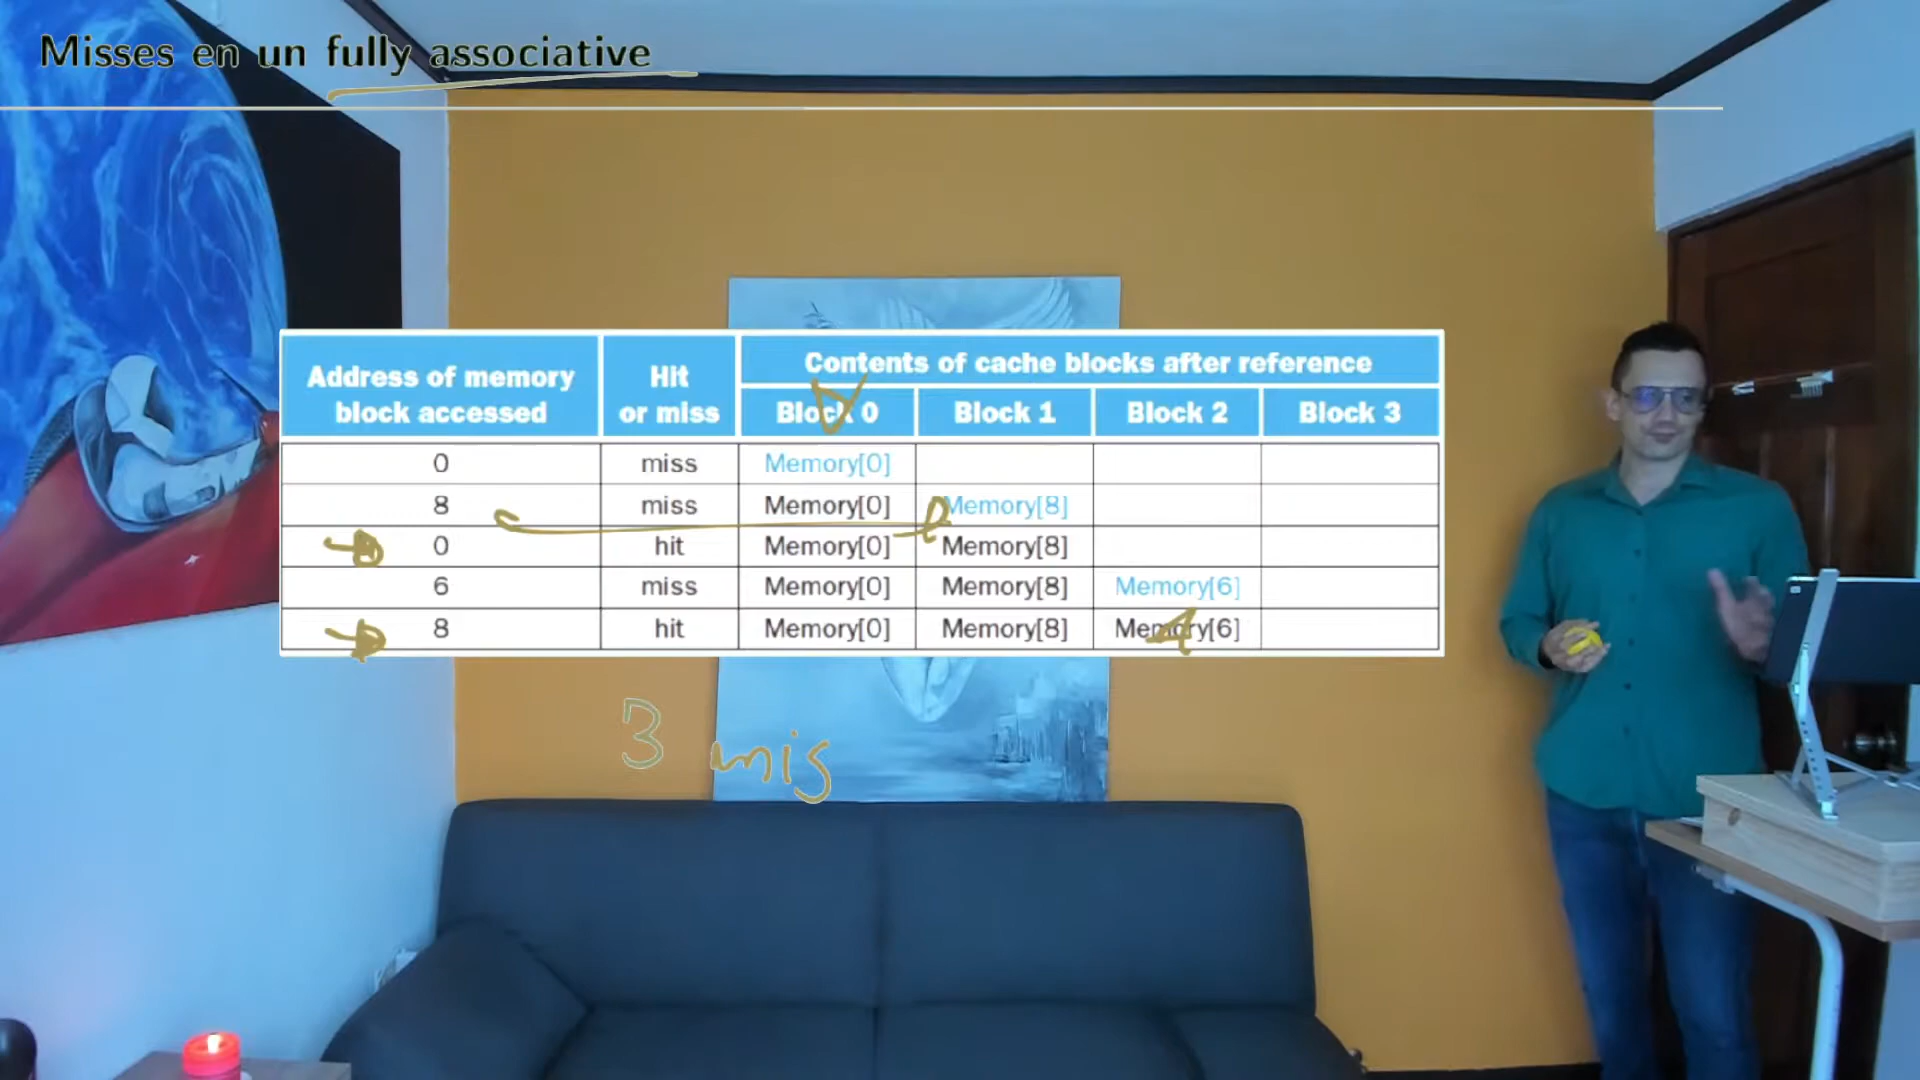 Misses en un fully associative
Address of memory block accessed Hit or miss Contents of cache blocks after reference
Block 0 Block 1 Block 2 Block 3
0 miss Memory[0]
8 miss Memory[0] Memory[8]
0 hit Memory[0] Memory[8]
6 miss Memory[0] Memory[8] Memory[6]
8 hit Memory[0] Memory[8] Memory[6]
3 mis